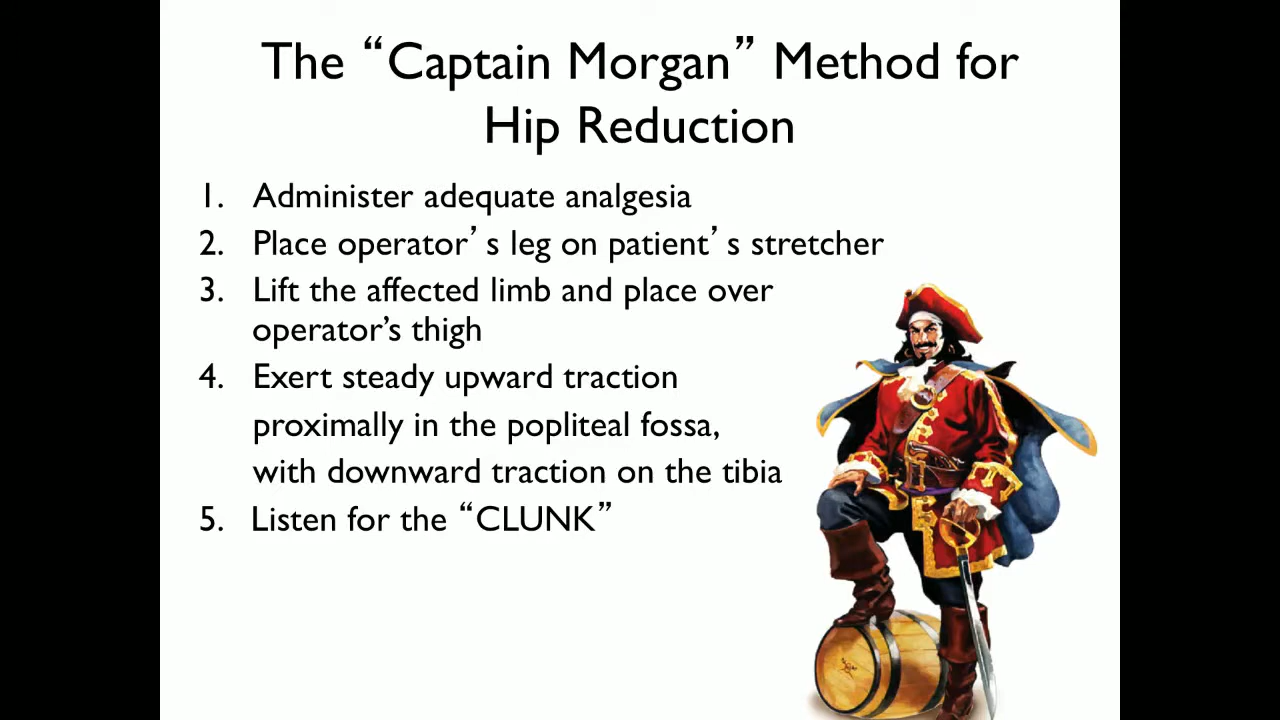 The “Captain Morgan” Method for
Hip Reduction
1. Administer adequate analgesia
2. Place operator’s leg on patient’s stretcher
3. Lift the affected limb and place over
operator’s thigh
4. Exert steady upward traction
proximally in the popliteal fossa,
with downward traction on the tibia
5. Listen for the “CLUNK”